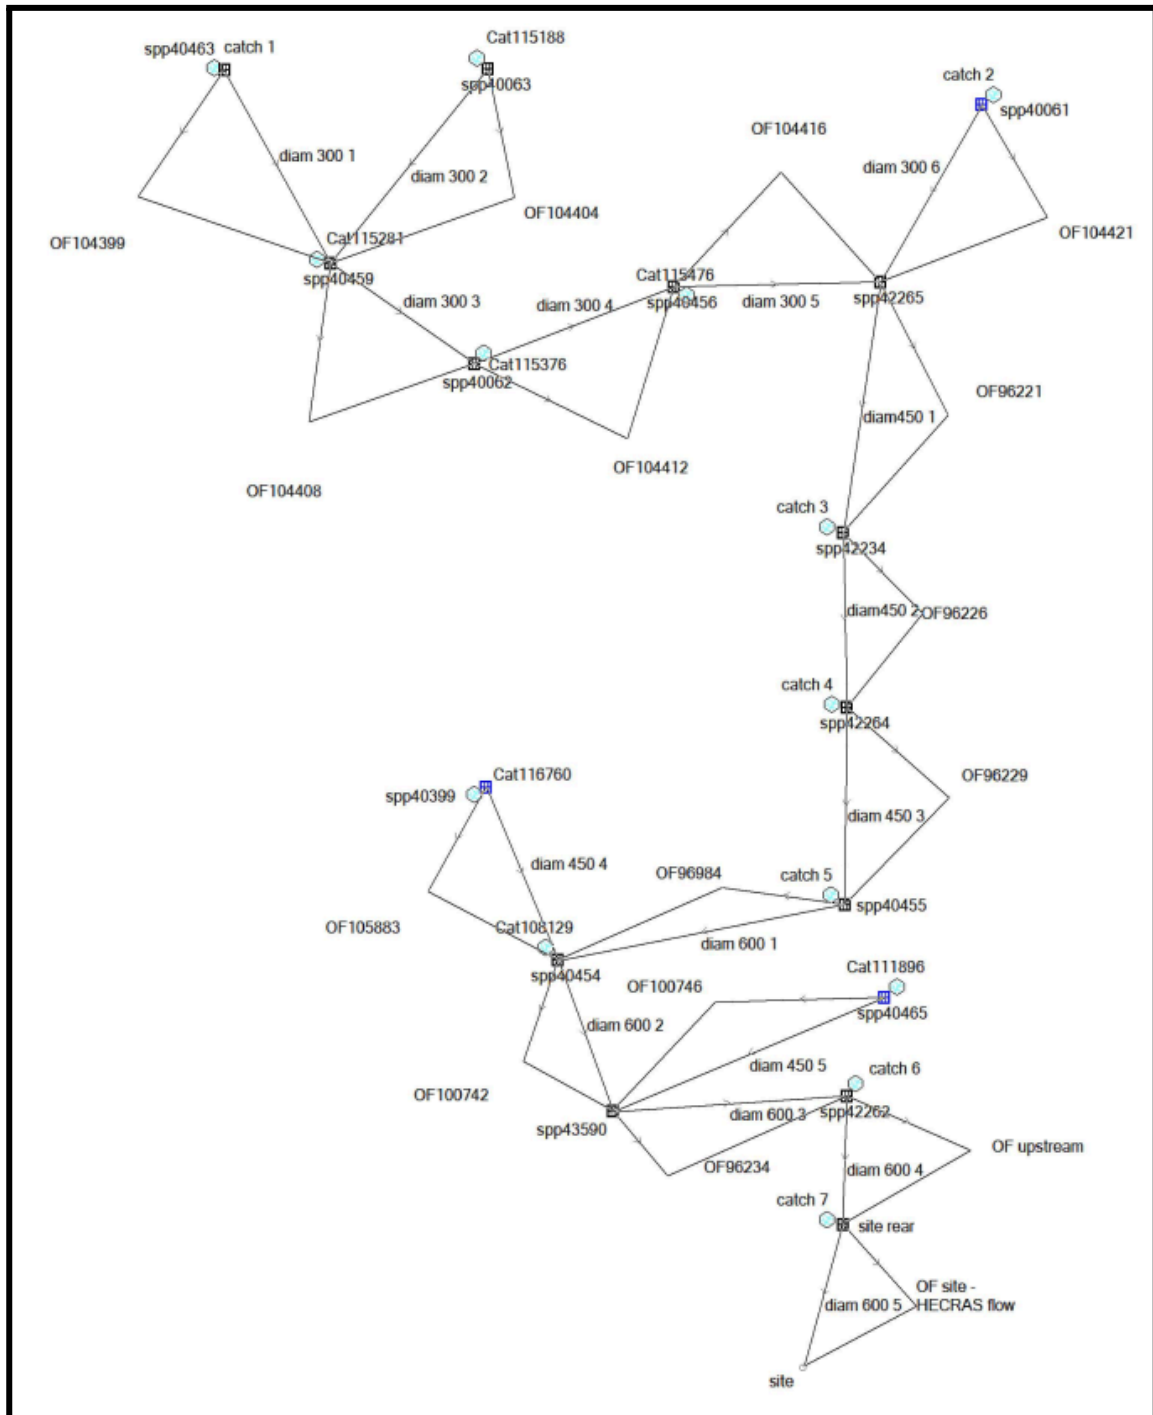 spp40463 catch 1
Cat115188
spp40063
catch 2
spp40061
OF104416
diam 300 1
diam 300 2
diam 300 6
OF104404
OF104399
OF104421
Cat115281
spp40459
Cat115476
spp40456
diam 300 3
diam 300 4
diam 300 5
spp42265
Cat115376
spp40062
OF96221
diam450 1
OF104412
OF104408
catch 3
spp42234
diam450 2
OF96226
catch 4
spp42264
OF96229
Cat116760
spp40399
diam 450 3
diam 450 4
OF96984
catch 5
spp40455
OF105883
Cat108129
diam 600 1
spp40454
Cat111896
OF100746
spp40465
diam 600 2
diam 450 5
catch 6
OF100742
spp43590
diam 600 3
spp42262
OF96234
OF upstream
diam 600 4
catch 7
site rear
OF site -
HECRAS flow
diam 600 5
site